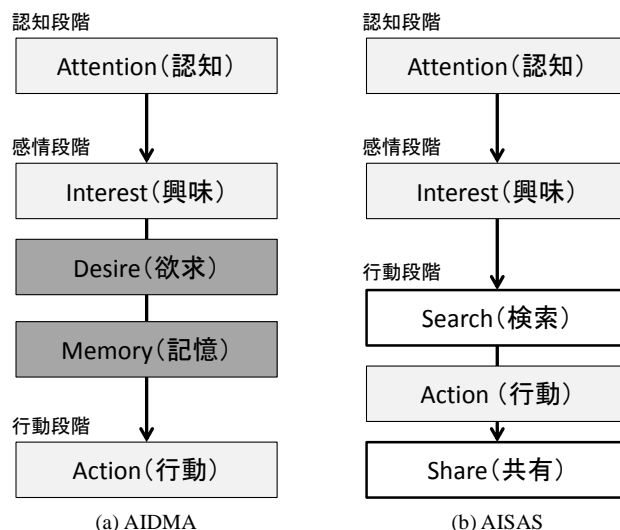 認知段階
Attention（認知）
感情段階
Interest（興味）
Desire（欲求）
Memory（記憶）
行動段階
Action（行動）
(a) AIDMA
認知段階
Attention（認知）
感情段階
Interest（興味）
行動段階
Search（検索）
Action （行動）
Share（共有）
(b) AISAS